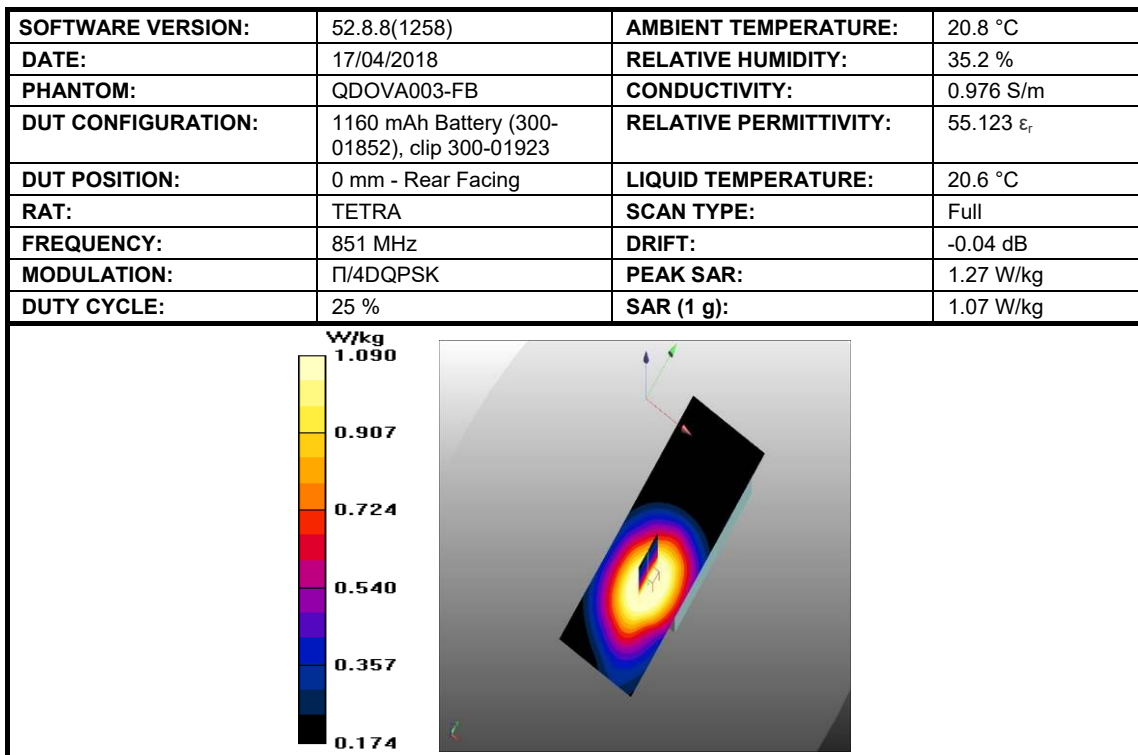 SOFTWARE VERSION: 52.8.8(1258) AMBIENT TEMPERATURE: 20.8 °C
DATE: 17/04/2018 RELATIVE HUMIDITY: 35.2 %
PHANTOM: QDOVA003-FB CONDUCTIVITY: 0.976 S/m
DUT CONFIGURATION: 1160 mAh Battery (300-
01852), clip 300-01923 RELATIVE PERMITTIVITY: 55.123 εr
DUT POSITION: 0 mm - Rear Facing LIQUID TEMPERATURE: 20.6 °C
RAT: TETRA SCAN TYPE: Full
FREQUENCY: 851 MHz DRIFT: -0.04 dB
MODULATION: Π/4DQPSK PEAK SAR: 1.27 W/kg
DUTY CYCLE: 25 % SAR (1 g): 1.07 W/kg
W/kg
1.090
0.907
0.724
0.540
0.357
0.174